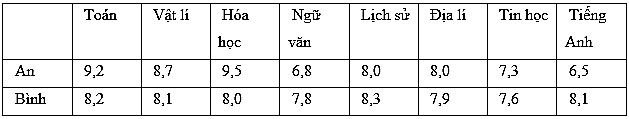 Toán Vật lí Hóa học Ngữ văn Lịch sử Địa lí Tin học Tiếng Anh
An 9,2 8,7 9,5 6,8 8,0 8,0 7,3 6,5
Bình 8,2 8,1 8,0 7,8 8,3 7,9 7,6 8,1